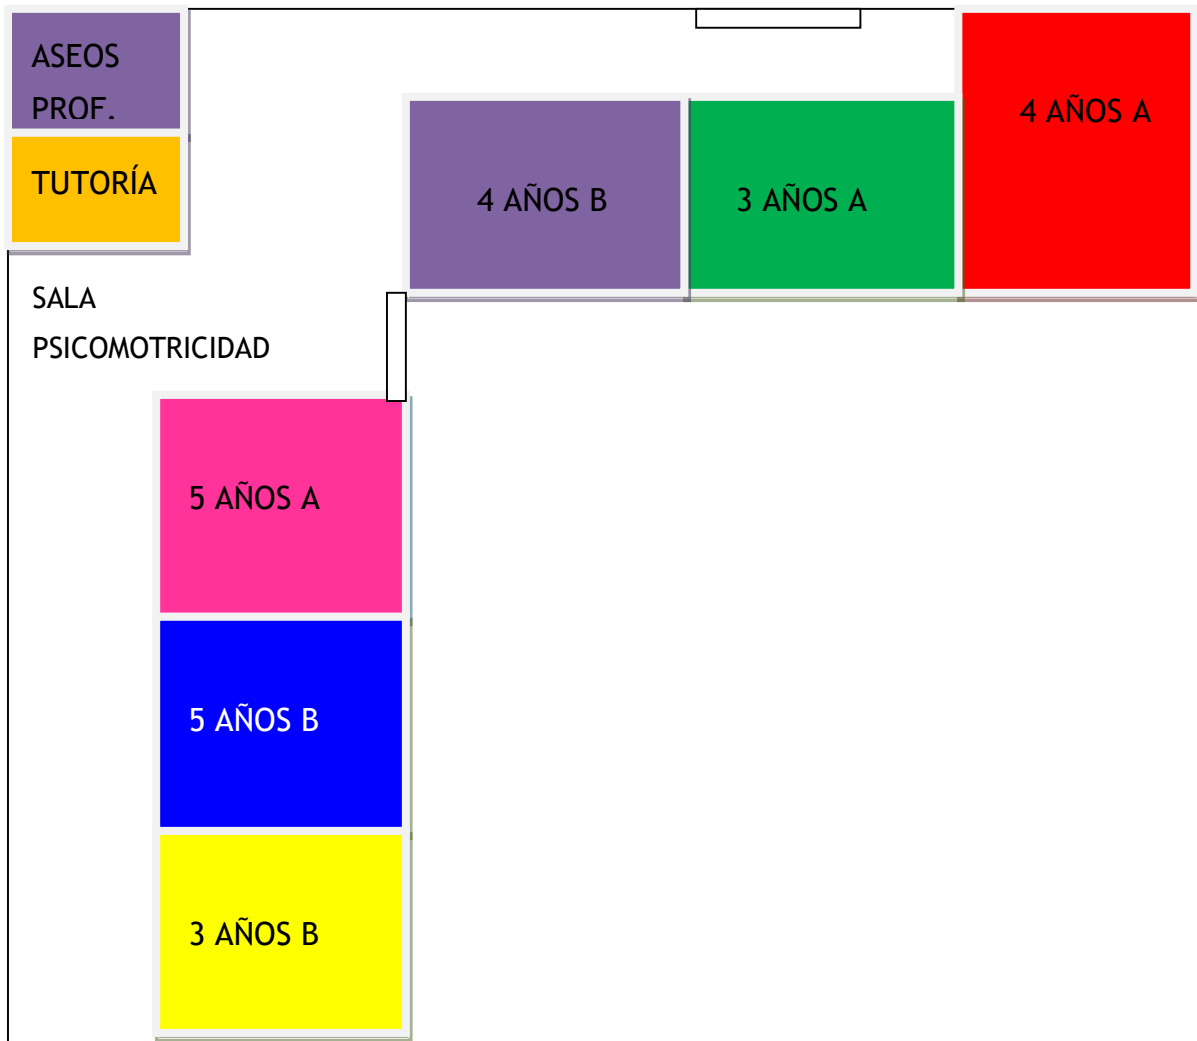 ASEOS
PROF.
TUTORÍA
4 AÑOS B
3 AÑOS A
4 AÑOS A
SALA
PSICOMOTRICIDAD
5 AÑOS A
5 AÑOS B
3 AÑOS B